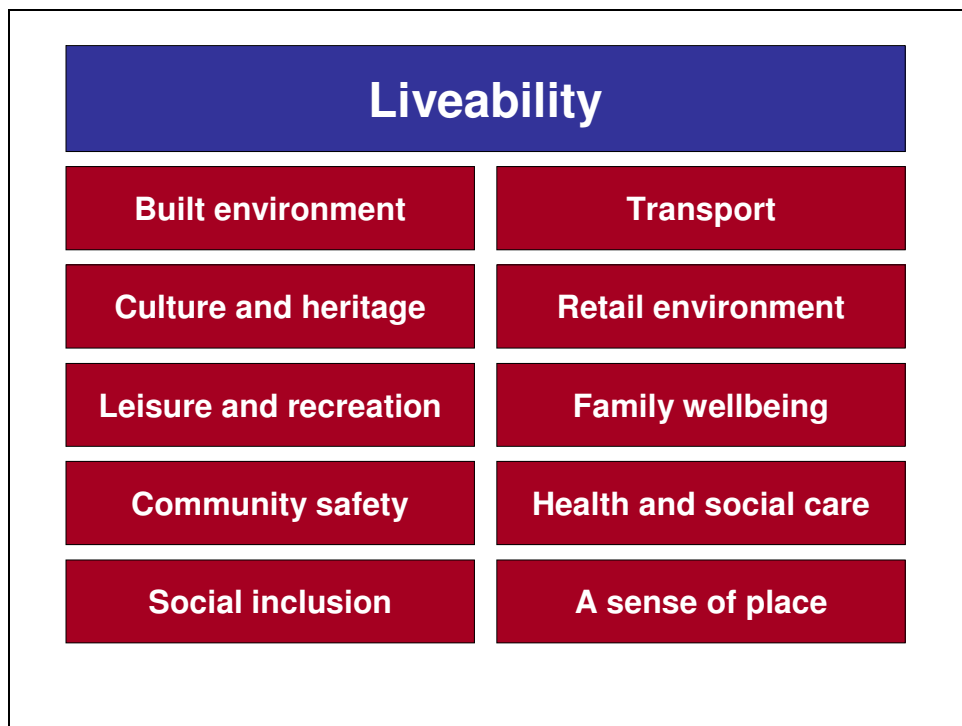 Liveability
Built environment
Transport
Culture and heritage
Retail environment
Leisure and recreation
Family wellbeing
Community safety
Health and social care
Social inclusion
A sense of place